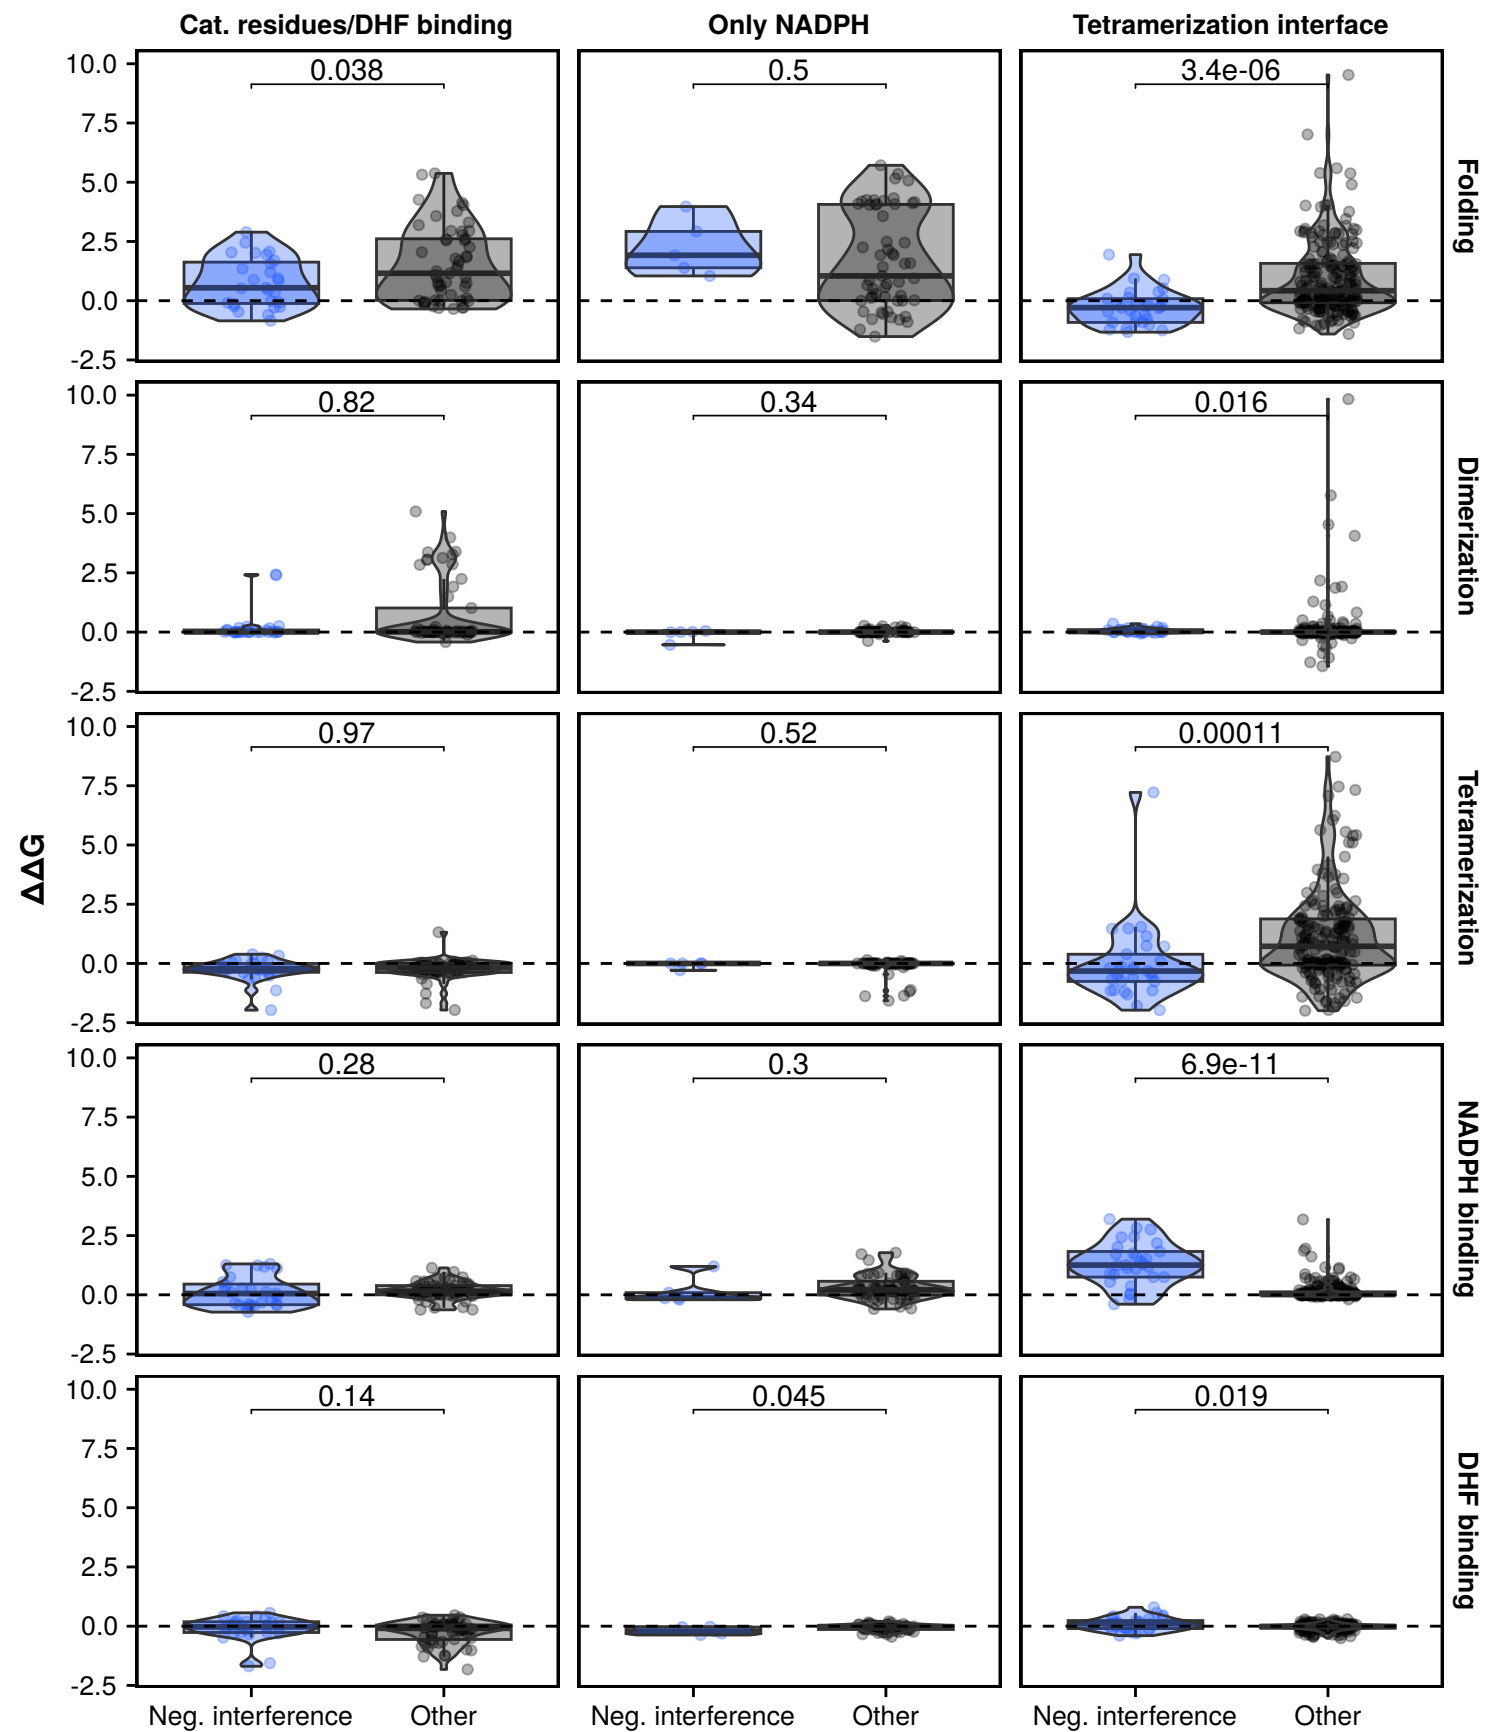 Cat. residues/DHF binding
Only NADPH
Tetramerization interface
10.0
7.5
5.0
2.5
0.0
-2.5
0.038
0.5
3.4e-06
Folding
10.0
7.5
5.0
2.5
0.0
-2.5
0.82
0.34
0.016
Dimerization
10.0
7.5
5.0
2.5
0.0
-2.5
0.97
0.52
0.00011
Tetramerization
ΔΔG
10.0
7.5
5.0
2.5
0.0
-2.5
0.28
0.3
6.9e-11
NADPH binding
10.0
7.5
5.0
2.5
0.0
-2.5
0.14
0.045
0.019
DHF binding
Neg. interference
Other
Neg. interference
Other
Neg. interference
Other